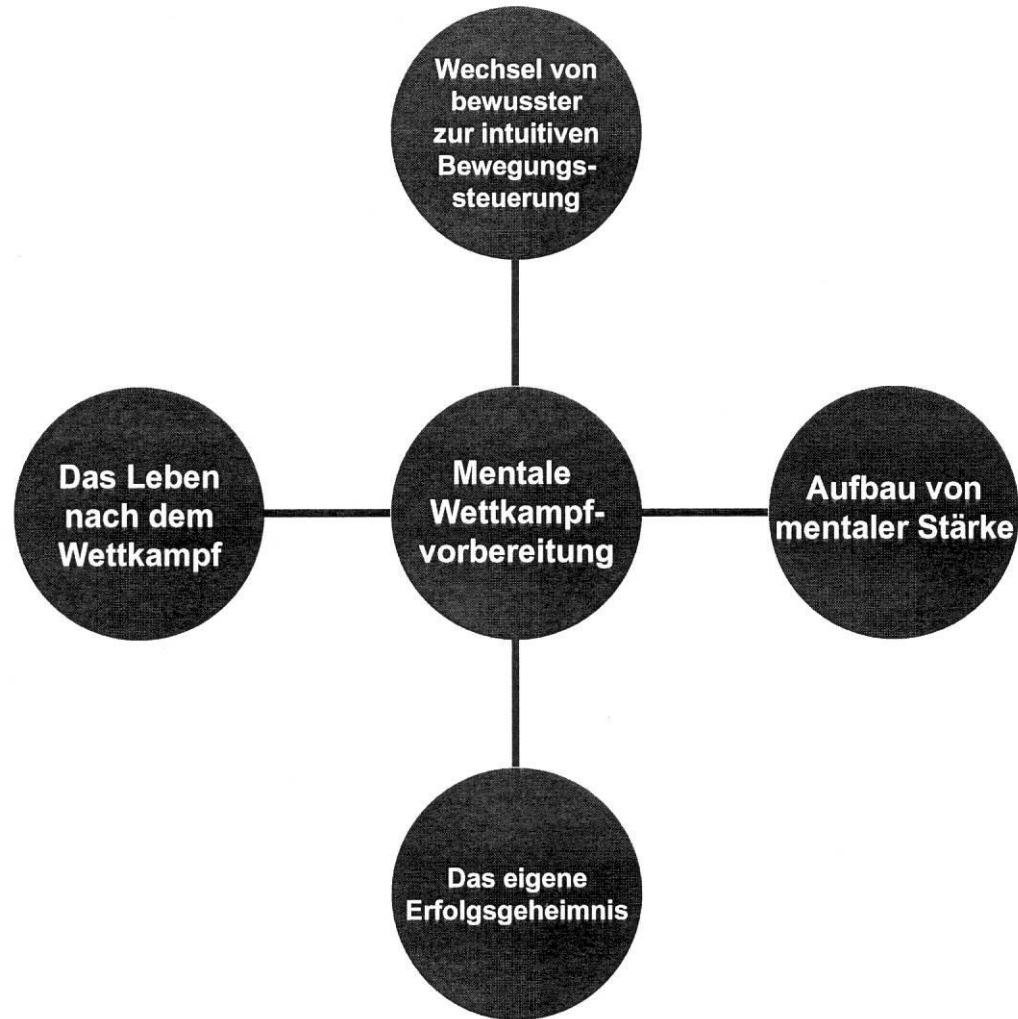 Wechsel von
bewusster
zur intuitiven
Bewegungs-
steuerung
Das Leben
nach dem
Wettkampf
Mentale
Wettkampf-
vorbereitung
Aufbau von
mentaler Stärke
Das eigene
Erfolgsgeheimnis